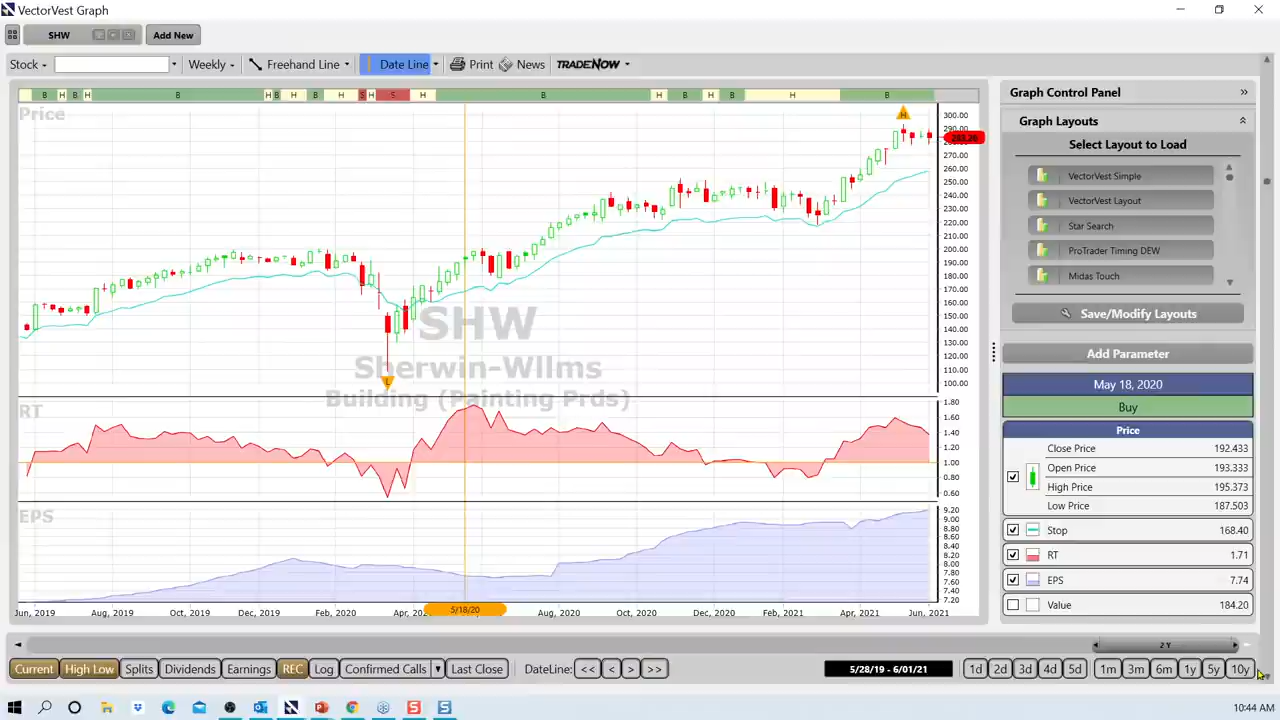 VectorVest Graph
SHW Add New
Stock Weekly Freehand Line Date Line Print News TRADENOW
B H B H B H B H B H S H S H B H B H B H B
Price
H
300.00
290.00
270.00
260.00
250.00
240.00
230.00
220.00
210.00
200.00
190.00
180.00
170.00
160.00
150.00
140.00
130.00
120.00
110.00
100.00
L
SHW
Sherwin-Wllms
Building (Painting Prds)
RT
1.80
1.60
1.40
1.20
1.00
0.80
0.60
EPS
9.20
9.00
8.80
8.60
8.40
8.20
8.00
7.80
7.60
7.40
7.20
Jun, 2019 Aug, 2019 Oct, 2019 Dec, 2019 Feb, 2020 Apr, 5/18/20 Aug, 2020 Oct, 2020 Dec, 2020 Feb, 2021 Apr, 2021 Jun, 2021
Graph Control Panel
Graph Layouts
Select Layout to Load
VectorVest Simple
VectorVest Layout
Star Search
ProTrader Timing DEW
Midas Touch
Save/Modify Layouts
Add Parameter
May 18, 2020
Buy
Price
Close Price 192.433
Open Price 193.333
High Price 195.373
Low Price 187.503
Stop 168.40
RT 1.71
EPS 7.74
Value 184.20
2 Y
Current High Low Splits Dividends Earnings REC Log Confirmed Calls Last Close DateLine: << < > >> 5/28/19 - 6/01/21 1d 2d 3d 4d 5d 1m 3m 6m 1y 5y 10y
10:44 AM